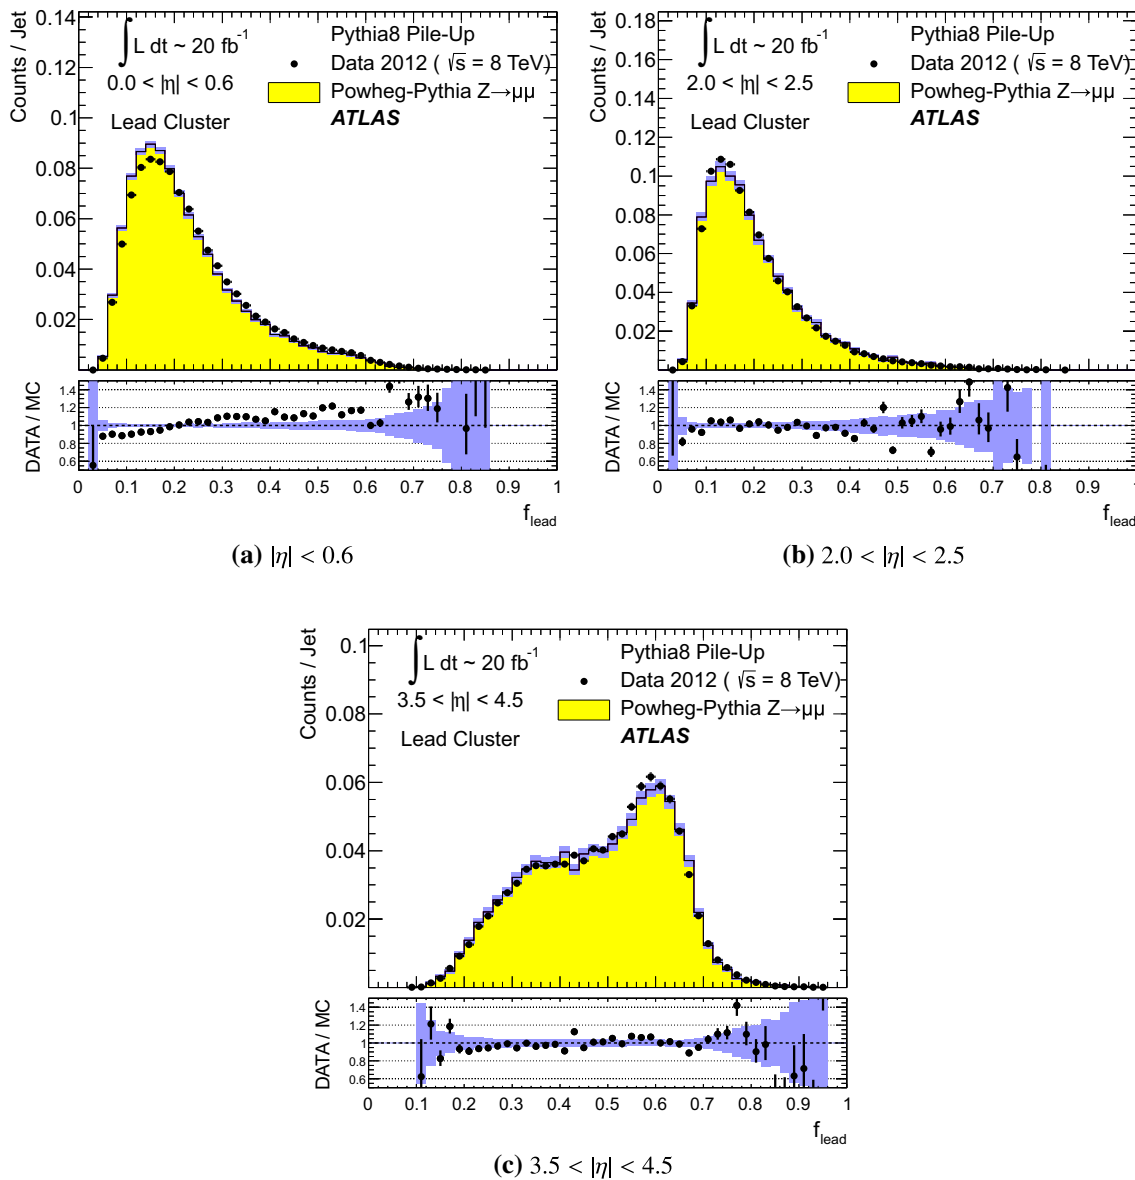 Counts / Jet
0.14
0.12
0.1
0.08
0.06
0.04
0.02
∫ L dt ~ 20 fb⁻¹
0.0 < |η| < 0.6
Lead Cluster
Pythia8 Pile-Up
Data 2012 ( √s = 8 TeV)
Powheg-Pythia Z→μμ
ATLAS
DATA / MC
1.4
1.2
1
0.8
0.6
0 0.1 0.2 0.3 0.4 0.5 0.6 0.7 0.8 0.9 1
f_lead
(a) |η| < 0.6
Counts / Jet
0.18
0.16
0.14
0.12
0.1
0.08
0.06
0.04
0.02
∫ L dt ~ 20 fb⁻¹
2.0 < |η| < 2.5
Lead Cluster
Pythia8 Pile-Up
Data 2012 ( √s = 8 TeV)
Powheg-Pythia Z→μμ
ATLAS
DATA / MC
1.4
1.2
1
0.8
0.6
0 0.1 0.2 0.3 0.4 0.5 0.6 0.7 0.8 0.9 1
f_lead
(b) 2.0 < |η| < 2.5
Counts / Jet
0.1
0.08
0.06
0.04
0.02
∫ L dt ~ 20 fb⁻¹
3.5 < |η| < 4.5
Lead Cluster
Pythia8 Pile-Up
Data 2012 ( √s = 8 TeV)
Powheg-Pythia Z→μμ
ATLAS
DATA / MC
1.4
1.2
1
0.8
0.6
0 0.1 0.2 0.3 0.4 0.5 0.6 0.7 0.8 0.9 1
f_lead
(c) 3.5 < |η| < 4.5